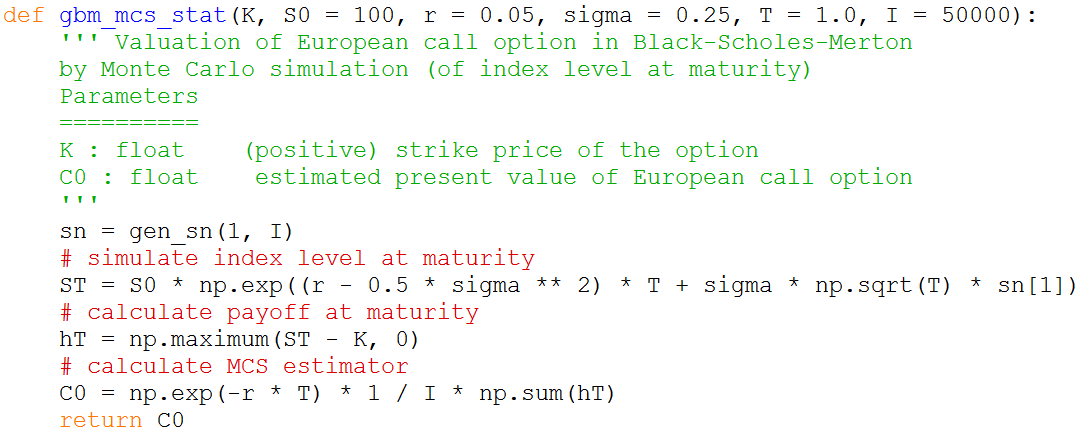 def gbm_mcs_stat(K, S0 = 100, r = 0.05, sigma = 0.25, T = 1.0, I = 50000):
    ''' Valuation of European call option in Black-Scholes-Merton
    by Monte Carlo simulation (of index level at maturity)
    Parameters
    ==========
    K : float    (positive) strike price of the option
    C0 : float    estimated present value of European call option
    '''
    sn = gen_sn(1, I)
    # simulate index level at maturity
    ST = S0 * np.exp((r - 0.5 * sigma ** 2) * T + sigma * np.sqrt(T) * sn[1])
    # calculate payoff at maturity
    hT = np.maximum(ST - K, 0)
    # calculate MCS estimator
    C0 = np.exp(-r * T) * 1 / I * np.sum(hT)
    return C0